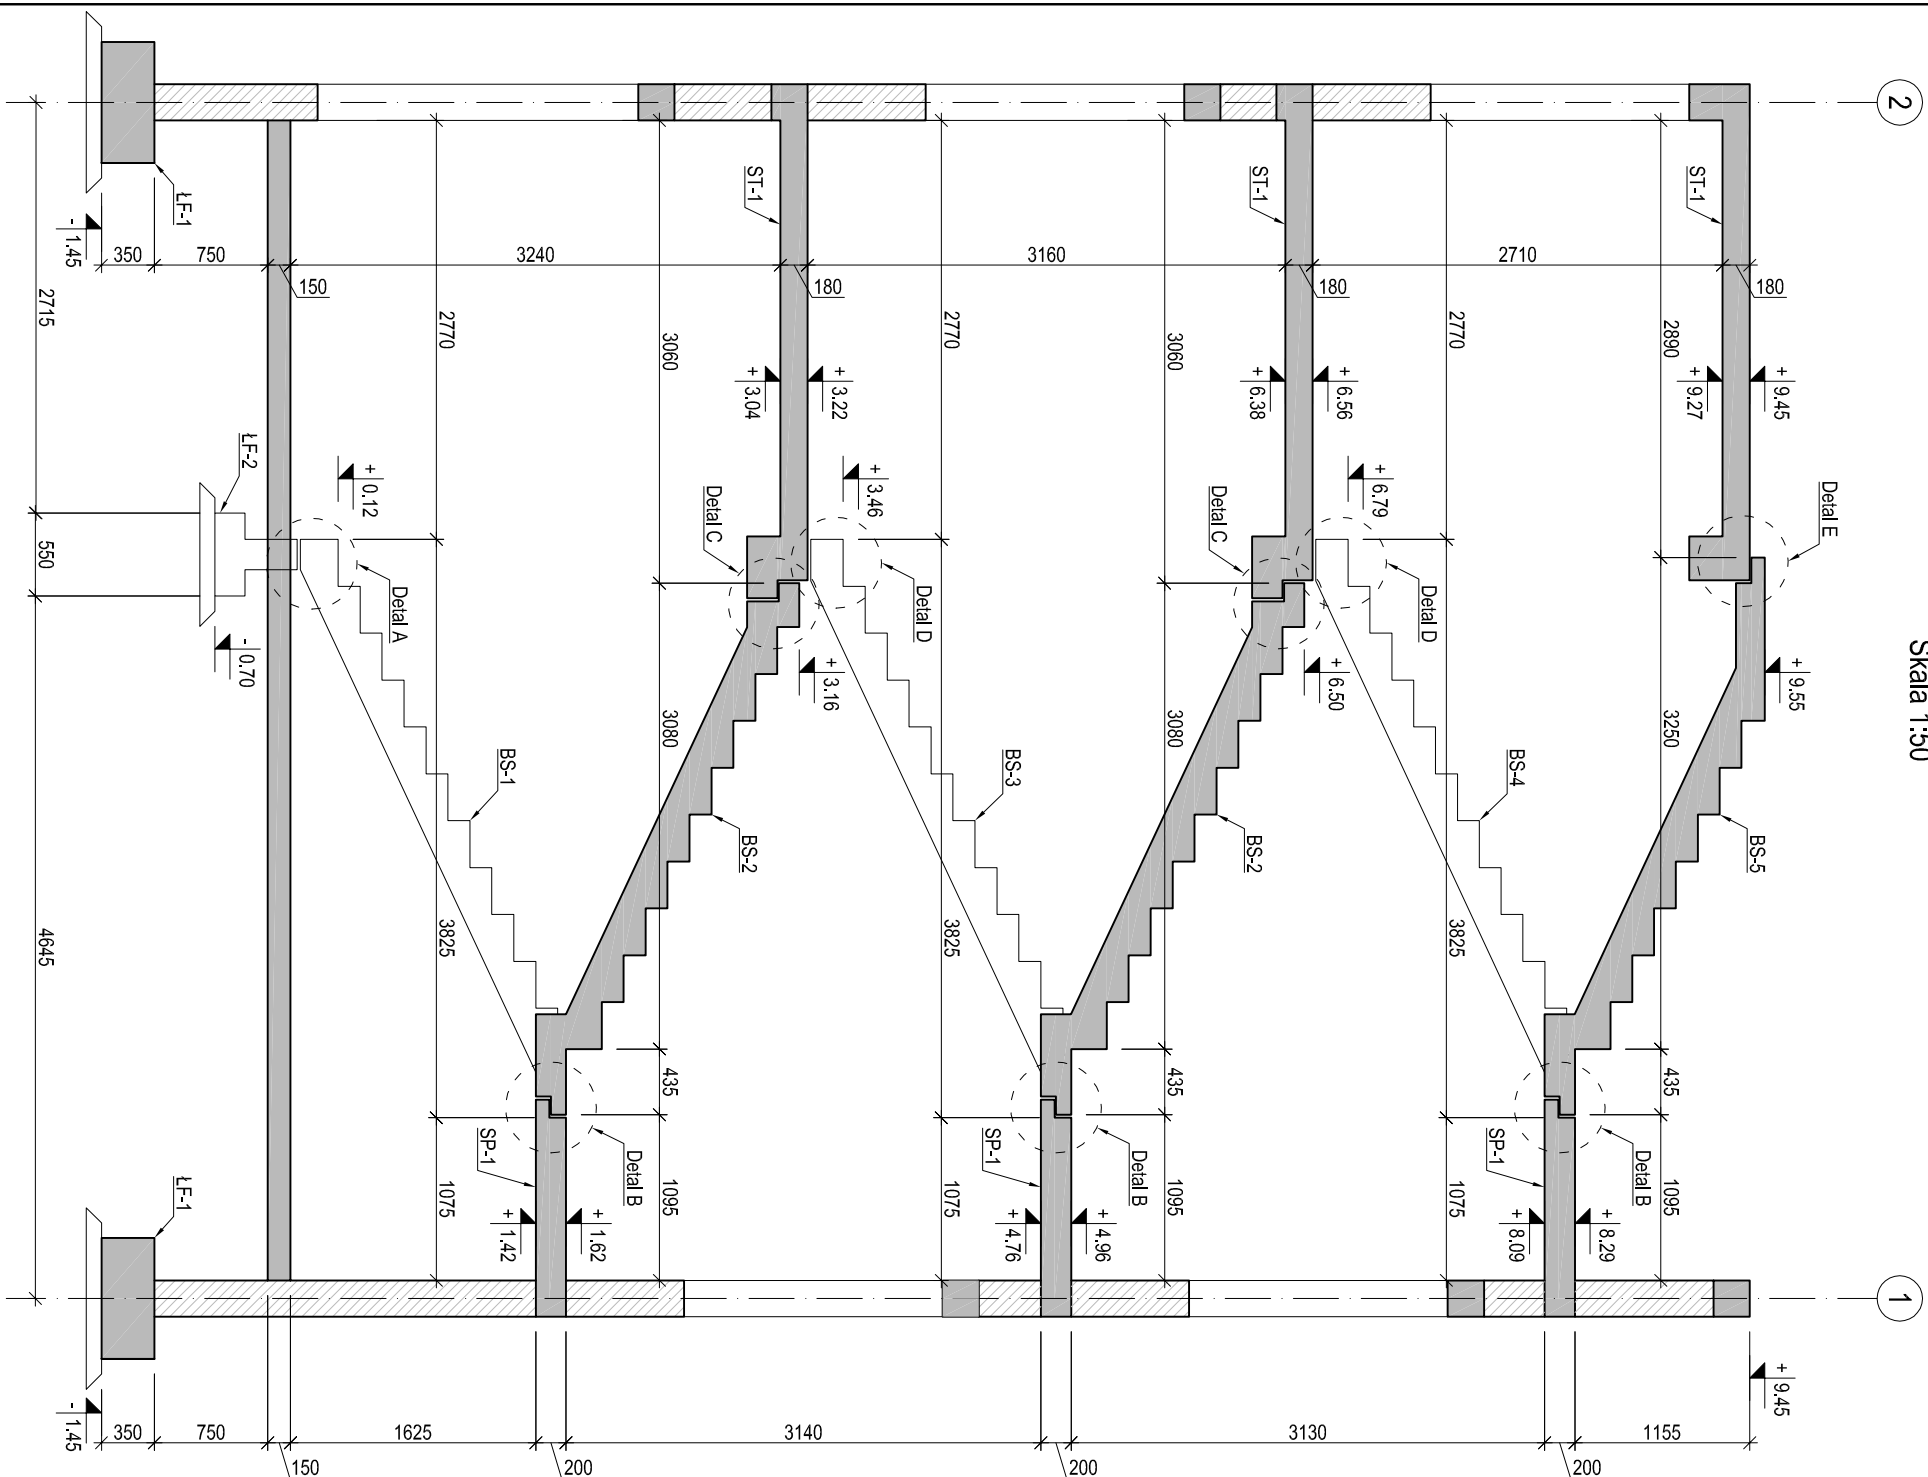 Skala 1:50
2
1
ŁF-1
- 1.45
350
750
150
3240
180
3160
180
2710
180
ST-1
ST-1
ST-1
2770
3060
2770
3060
2770
2890
+ 3.04
+ 3.22
+ 6.38
+ 6.56
+ 9.27
+ 9.45
2715
550
4645
ŁF-2
- 0.70
+ 0.12
+ 3.46
+ 6.79
Detal A
Detal C
Detal D
Detal C
Detal D
Detal E
+ 3.16
+ 6.50
+ 9.55
3080
3080
3250
BS-1
BS-2
BS-3
BS-2
BS-4
BS-5
3825
3825
3825
435
435
435
SP-1
Detal B
SP-1
Detal B
SP-1
Detal B
1075
1095
1075
1095
1075
1095
+ 1.42
+ 1.62
+ 4.76
+ 4.96
+ 8.09
+ 8.29
ŁF-1
- 1.45
+ 9.45
350
750
150
1625
200
3140
200
3130
200
1155